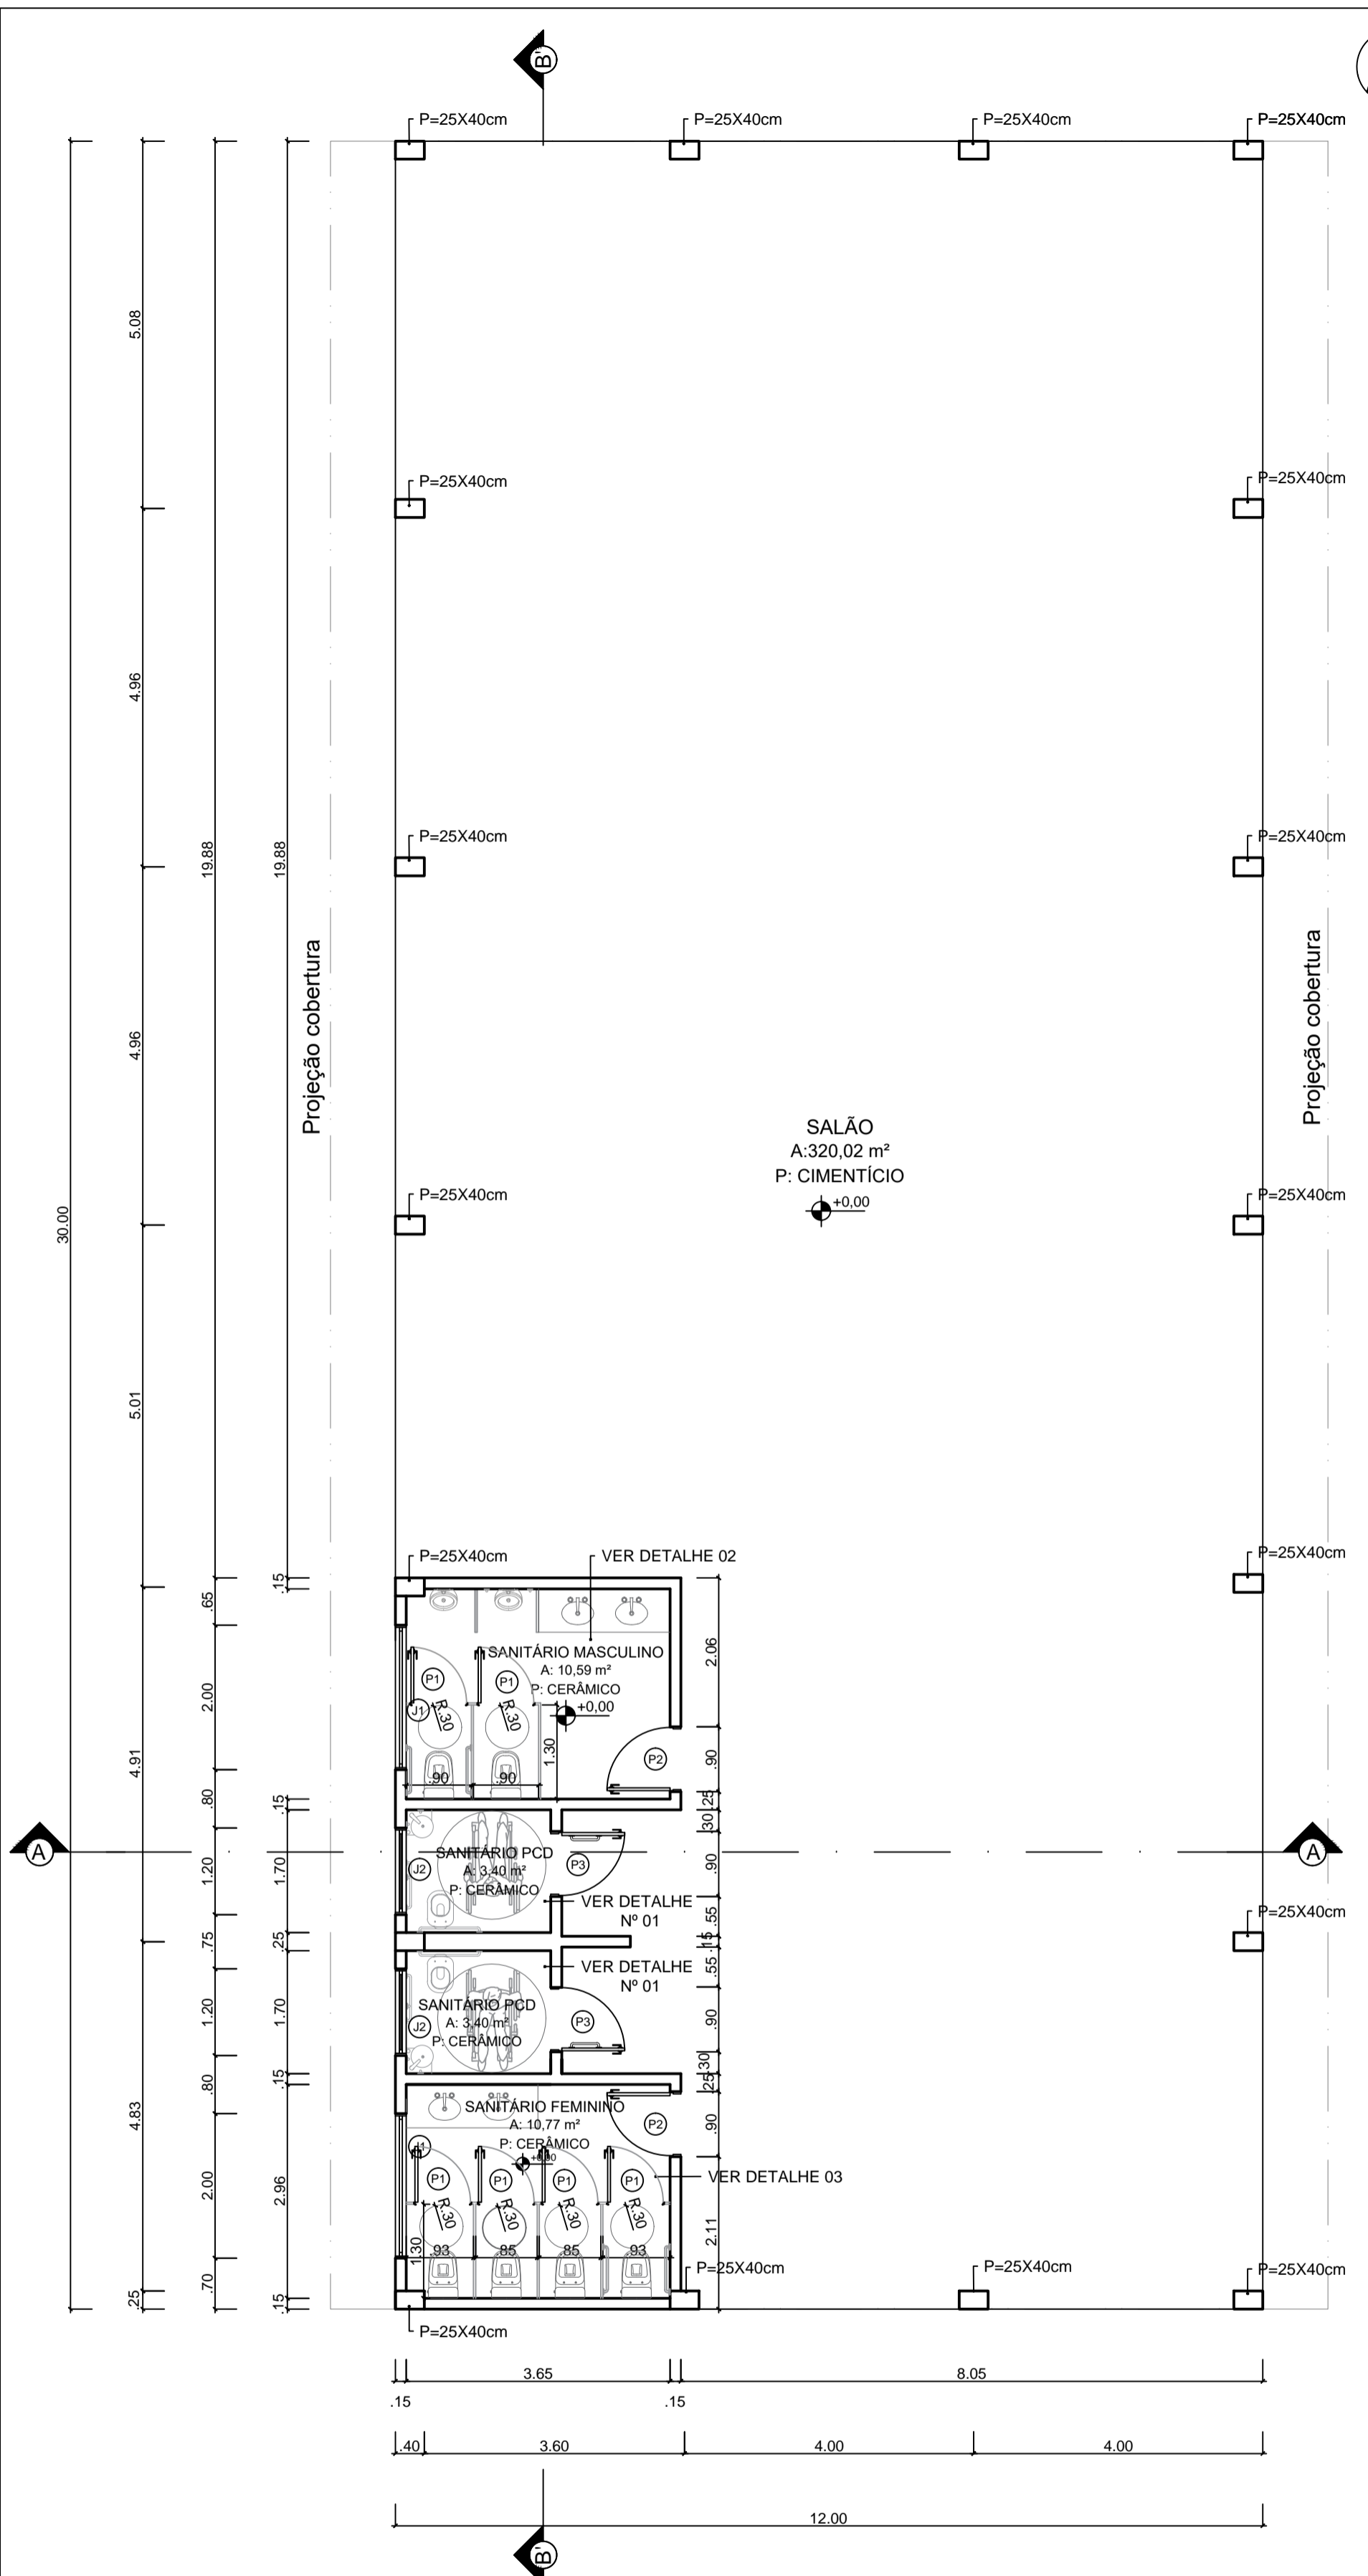 B'
P=25X40cm
P=25X40cm
P=25X40cm
P=25X40cm
5.08
P=25X40cm
P=25X40cm
4.96
P=25X40cm
P=25X40cm
19.88
19.88
Projeção cobertura
Projeção cobertura
4.96
SALÃO
A:320,02 m²
P: CIMENTÍCIO
+0,00
P=25X40cm
P=25X40cm
30.00
5.01
P=25X40cm
VER DETALHE 02
P=25X40cm
.15
.65
SANITÁRIO MASCULINO
A: 10,59 m²
P: CERÂMICO
+0,00
2.06
P1
P1
J1
R.30
R.30
2.00
1.30
P2
.90
4.91
.90
.90
.80
.15
.25
.30
A
SANITÁRIO PCD
A: 3,40 m²
P: CERÂMICO
J2
P3
A
1.20
1.70
.90
VER DETALHE
Nº 01
.55
P=25X40cm
.75
.25
.15
VER DETALHE
Nº 01
.55
SANITÁRIO PCD
A: 3,40 m²
P: CERÂMICO
J2
P3
1.20
1.70
.90
.30
.80
.15
.25
4.83
SANITÁRIO FEMININO
A: 10,77 m²
P: CERÂMICO
+0,00
P2
.90
J1
P1
P1
P1
P1
VER DETALHE 03
2.00
2.96
R.30
R.30
R.30
R.30
2.11
1.30
.93
.85
.85
.93
P=25X40cm
P=25X40cm
P=25X40cm
.25
.70
.15
P=25X40cm
3.65
8.05
.15
.15
.40
3.60
4.00
4.00
12.00
B'